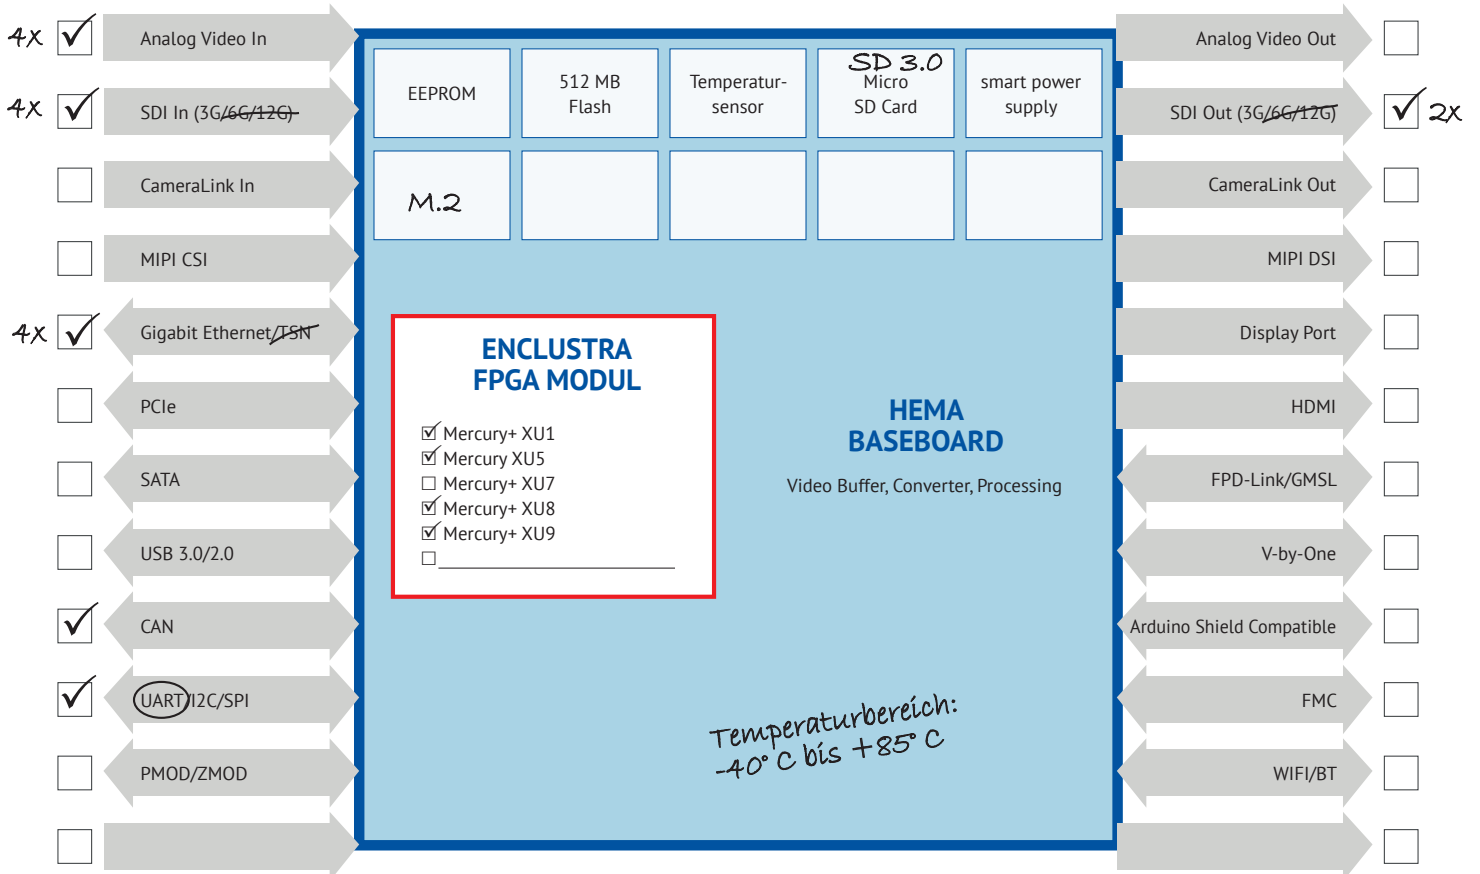 4x Analog Video In
4x SDI In (3G/6G/12G)
CameraLink In
MIPI CSI
4x Gigabit Ethernet/TSN
PCIe
SATA
USB 3.0/2.0
CAN
UART/I2C/SPI
PMOD/ZMOD
EEPROM
512 MB
Flash
Temperatur-
sensor
SD 3.0
Micro
SD Card
smart power
supply
M.2
ENCLUSTRA
FPGA MODUL
Mercury+ XU1
Mercury XU5
Mercury+ XU7
Mercury+ XU8
Mercury+ XU9
HEMA
BASEBOARD
Video Buffer, Converter, Processing
Temperaturbereich:
-40° C bis +85° C
Analog Video Out
SDI Out (3G/6G/12G) 2x
CameraLink Out
MIPI DSI
Display Port
HDMI
FPD-Link/GMSL
V-by-One
Arduino Shield Compatible
FMC
WIFI/BT